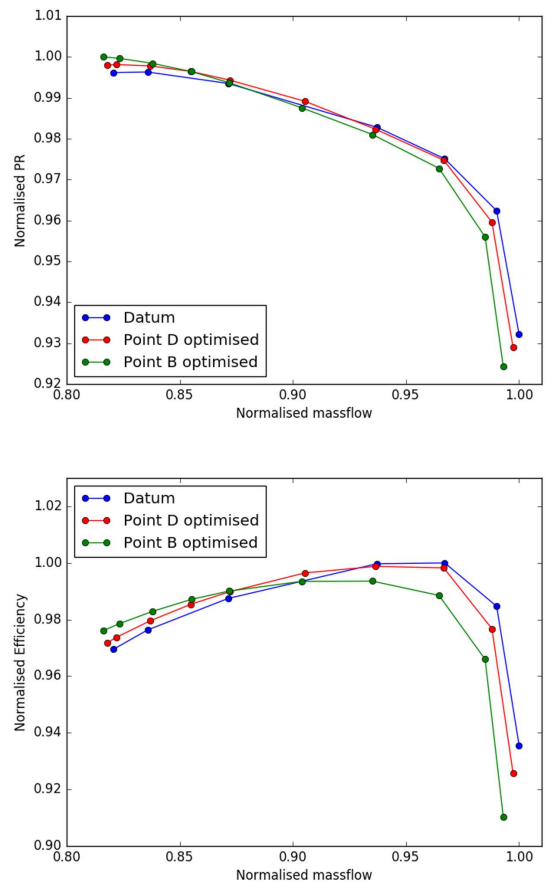 1.01
1.00
0.99
0.98
0.97
0.96
0.95
0.94
0.93
0.92
Normalised PR
Datum
Point D optimised
Point B optimised
0.80 0.85 0.90 0.95 1.00
Normalised massflow
1.02
1.00
0.98
0.96
0.94
0.92
0.90
Normalised Efficiency
Datum
Point D optimised
Point B optimised
0.80 0.85 0.90 0.95 1.00
Normalised massflow